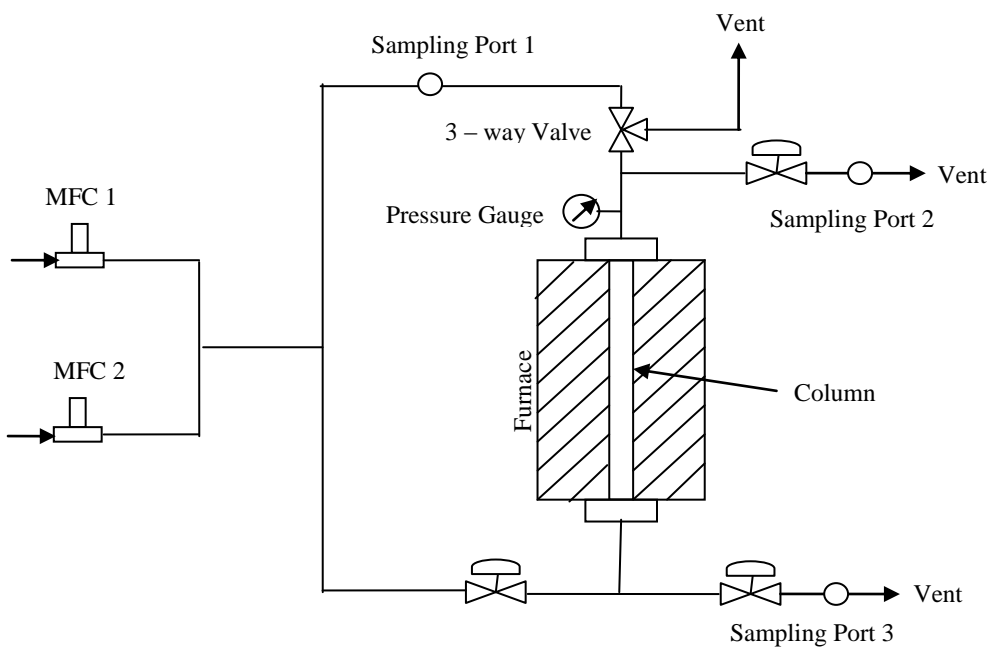 Vent
Sampling Port 1
3 – way Valve
Vent
MFC 1
Pressure Gauge
Sampling Port 2
MFC 2
Furnace
Column
Vent
Sampling Port 3